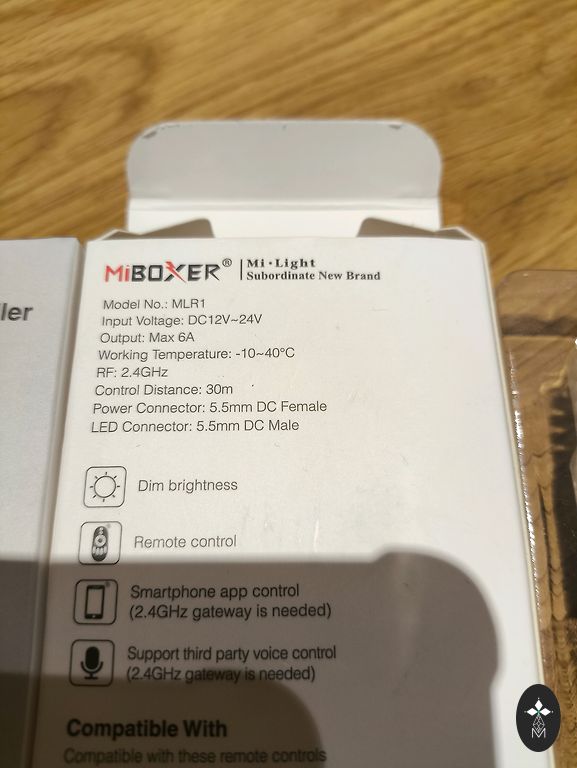 ler
MiBOXER® | Mi·Light
Subordinate New Brand
Model No.: MLR1
Input Voltage: DC12V~24V
Output: Max 6A
Working Temperature: -10~40°C
RF: 2.4GHz
Control Distance: 30m
Power Connector: 5.5mm DC Female
LED Connector: 5.5mm DC Male
Dim brightness
Remote control
Smartphone app control
(2.4GHz gateway is needed)
Support third party voice control
(2.4GHz gateway is needed)
Compatible With
Compatible with these remote controls